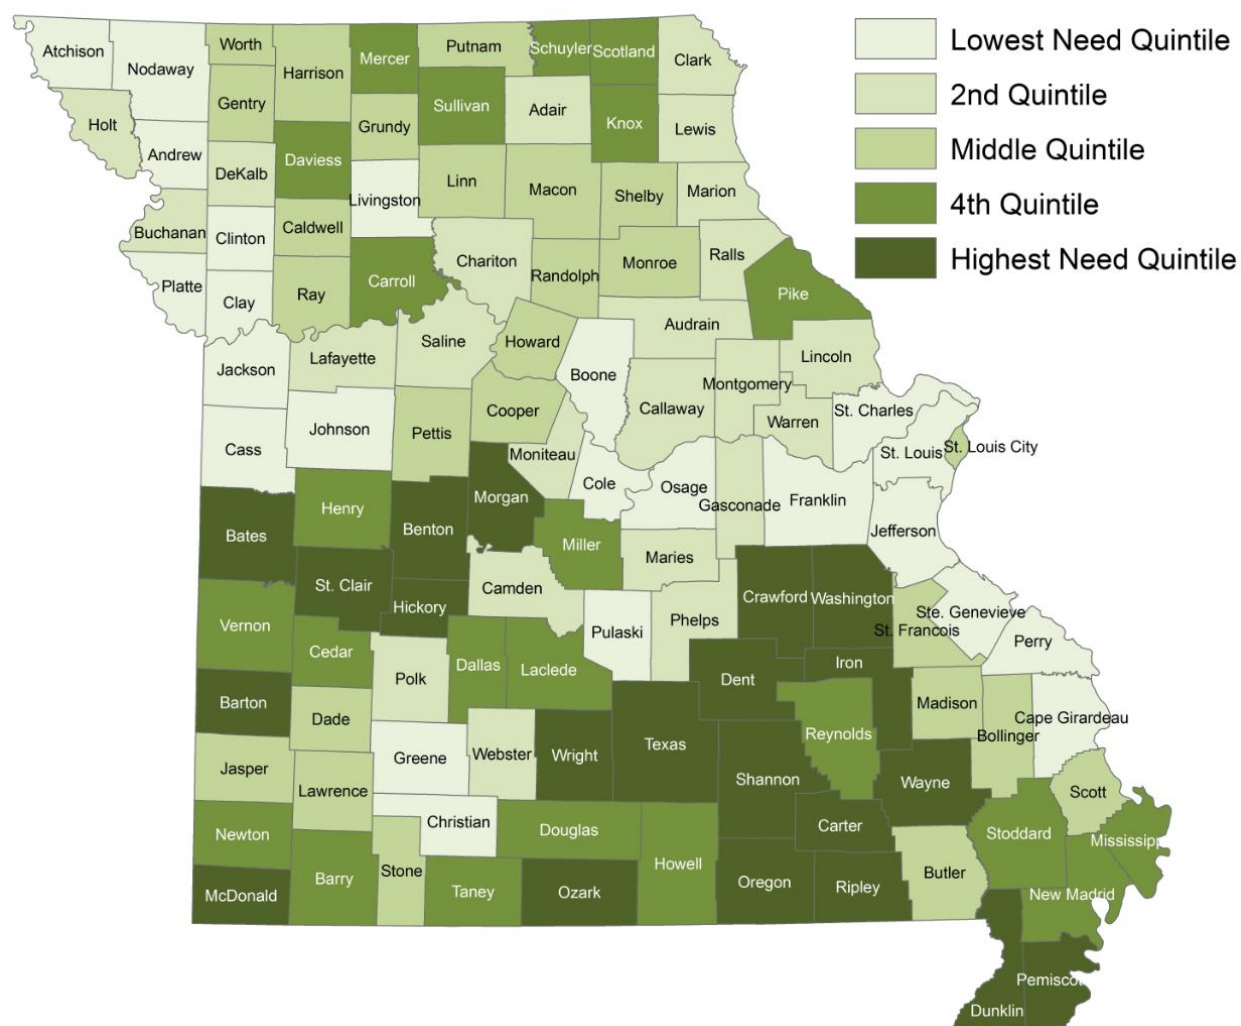 Atchison
Nodaway
Worth
Harrison
Mercer
Putnam
Schuyler
Scotland
Clark
Lowest Need Quintile
2nd Quintile
Middle Quintile
4th Quintile
Highest Need Quintile
Holt
Gentry
Sullivan
Adair
Knox
Lewis
Grundy
Andrew
DeKalb
Daviess
Livingston
Linn
Macon
Shelby
Marion
Buchanan
Clinton
Caldwell
Chariton
Randolph
Monroe
Ralls
Platte
Clay
Ray
Carroll
Pike
Audrain
Jackson
Lafayette
Saline
Howard
Boone
Callaway
Montgomery
Lincoln
Warren
St. Charles
Cass
Johnson
Pettis
Cooper
Moniteau
Cole
Osage
Gasconade
Franklin
St. Louis
St. Louis City
Jefferson
Bates
Henry
Benton
Morgan
Miller
Maries
St. Clair
Hickory
Camden
Pulaski
Phelps
Crawford
Washington
Ste. Genevieve
St. Francois
Perry
Vernon
Cedar
Polk
Dallas
Laclede
Dent
Iron
Barton
Dade
Greene
Webster
Wright
Texas
Reynolds
Madison
Bollinger
Cape Girardeau
Jasper
Lawrence
Christian
Shannon
Wayne
Scott
Newton
Douglas
Howell
Carter
Stoddard
Mississipp
McDonald
Barry
Stone
Taney
Ozark
Oregon
Ripley
Butler
New Madrid
Pemiscot
Dunklin